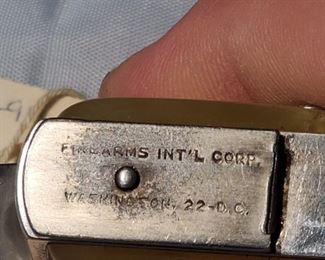 FIREARMS INT'L CORP.
WASHINGTON, 22-D.C.